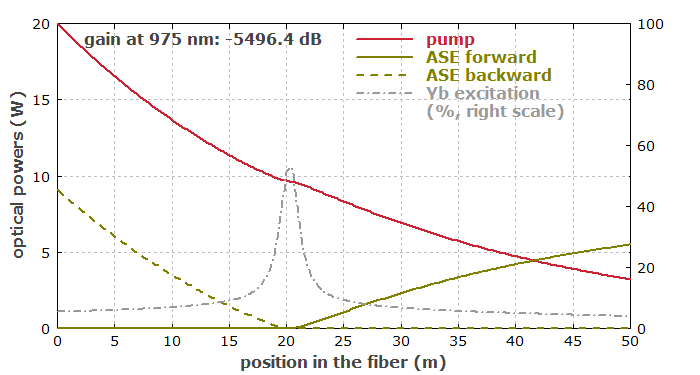 gain at 975 nm: -5496.4 dB
pump
ASE forward
ASE backward
Yb excitation
(%, right scale)
optical powers (W)
20
15
10
5
0
100
80
60
40
20
0
0 5 10 15 20 25 30 35 40 45 50
position in the fiber (m)